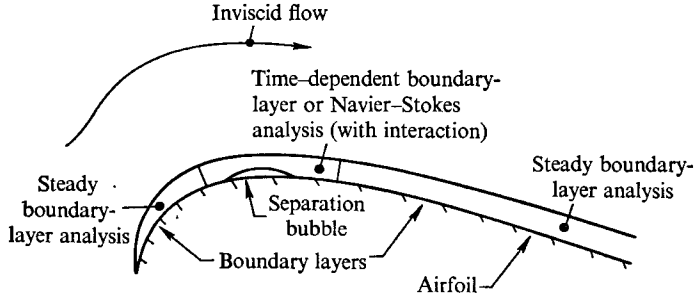 Inviscid flow
Time–dependent boundary-
layer or Navier–Stokes
analysis (with interaction)
Steady boundary-
layer analysis
Steady
boundary-
layer analysis
Separation
bubble
Boundary layers
Airfoil